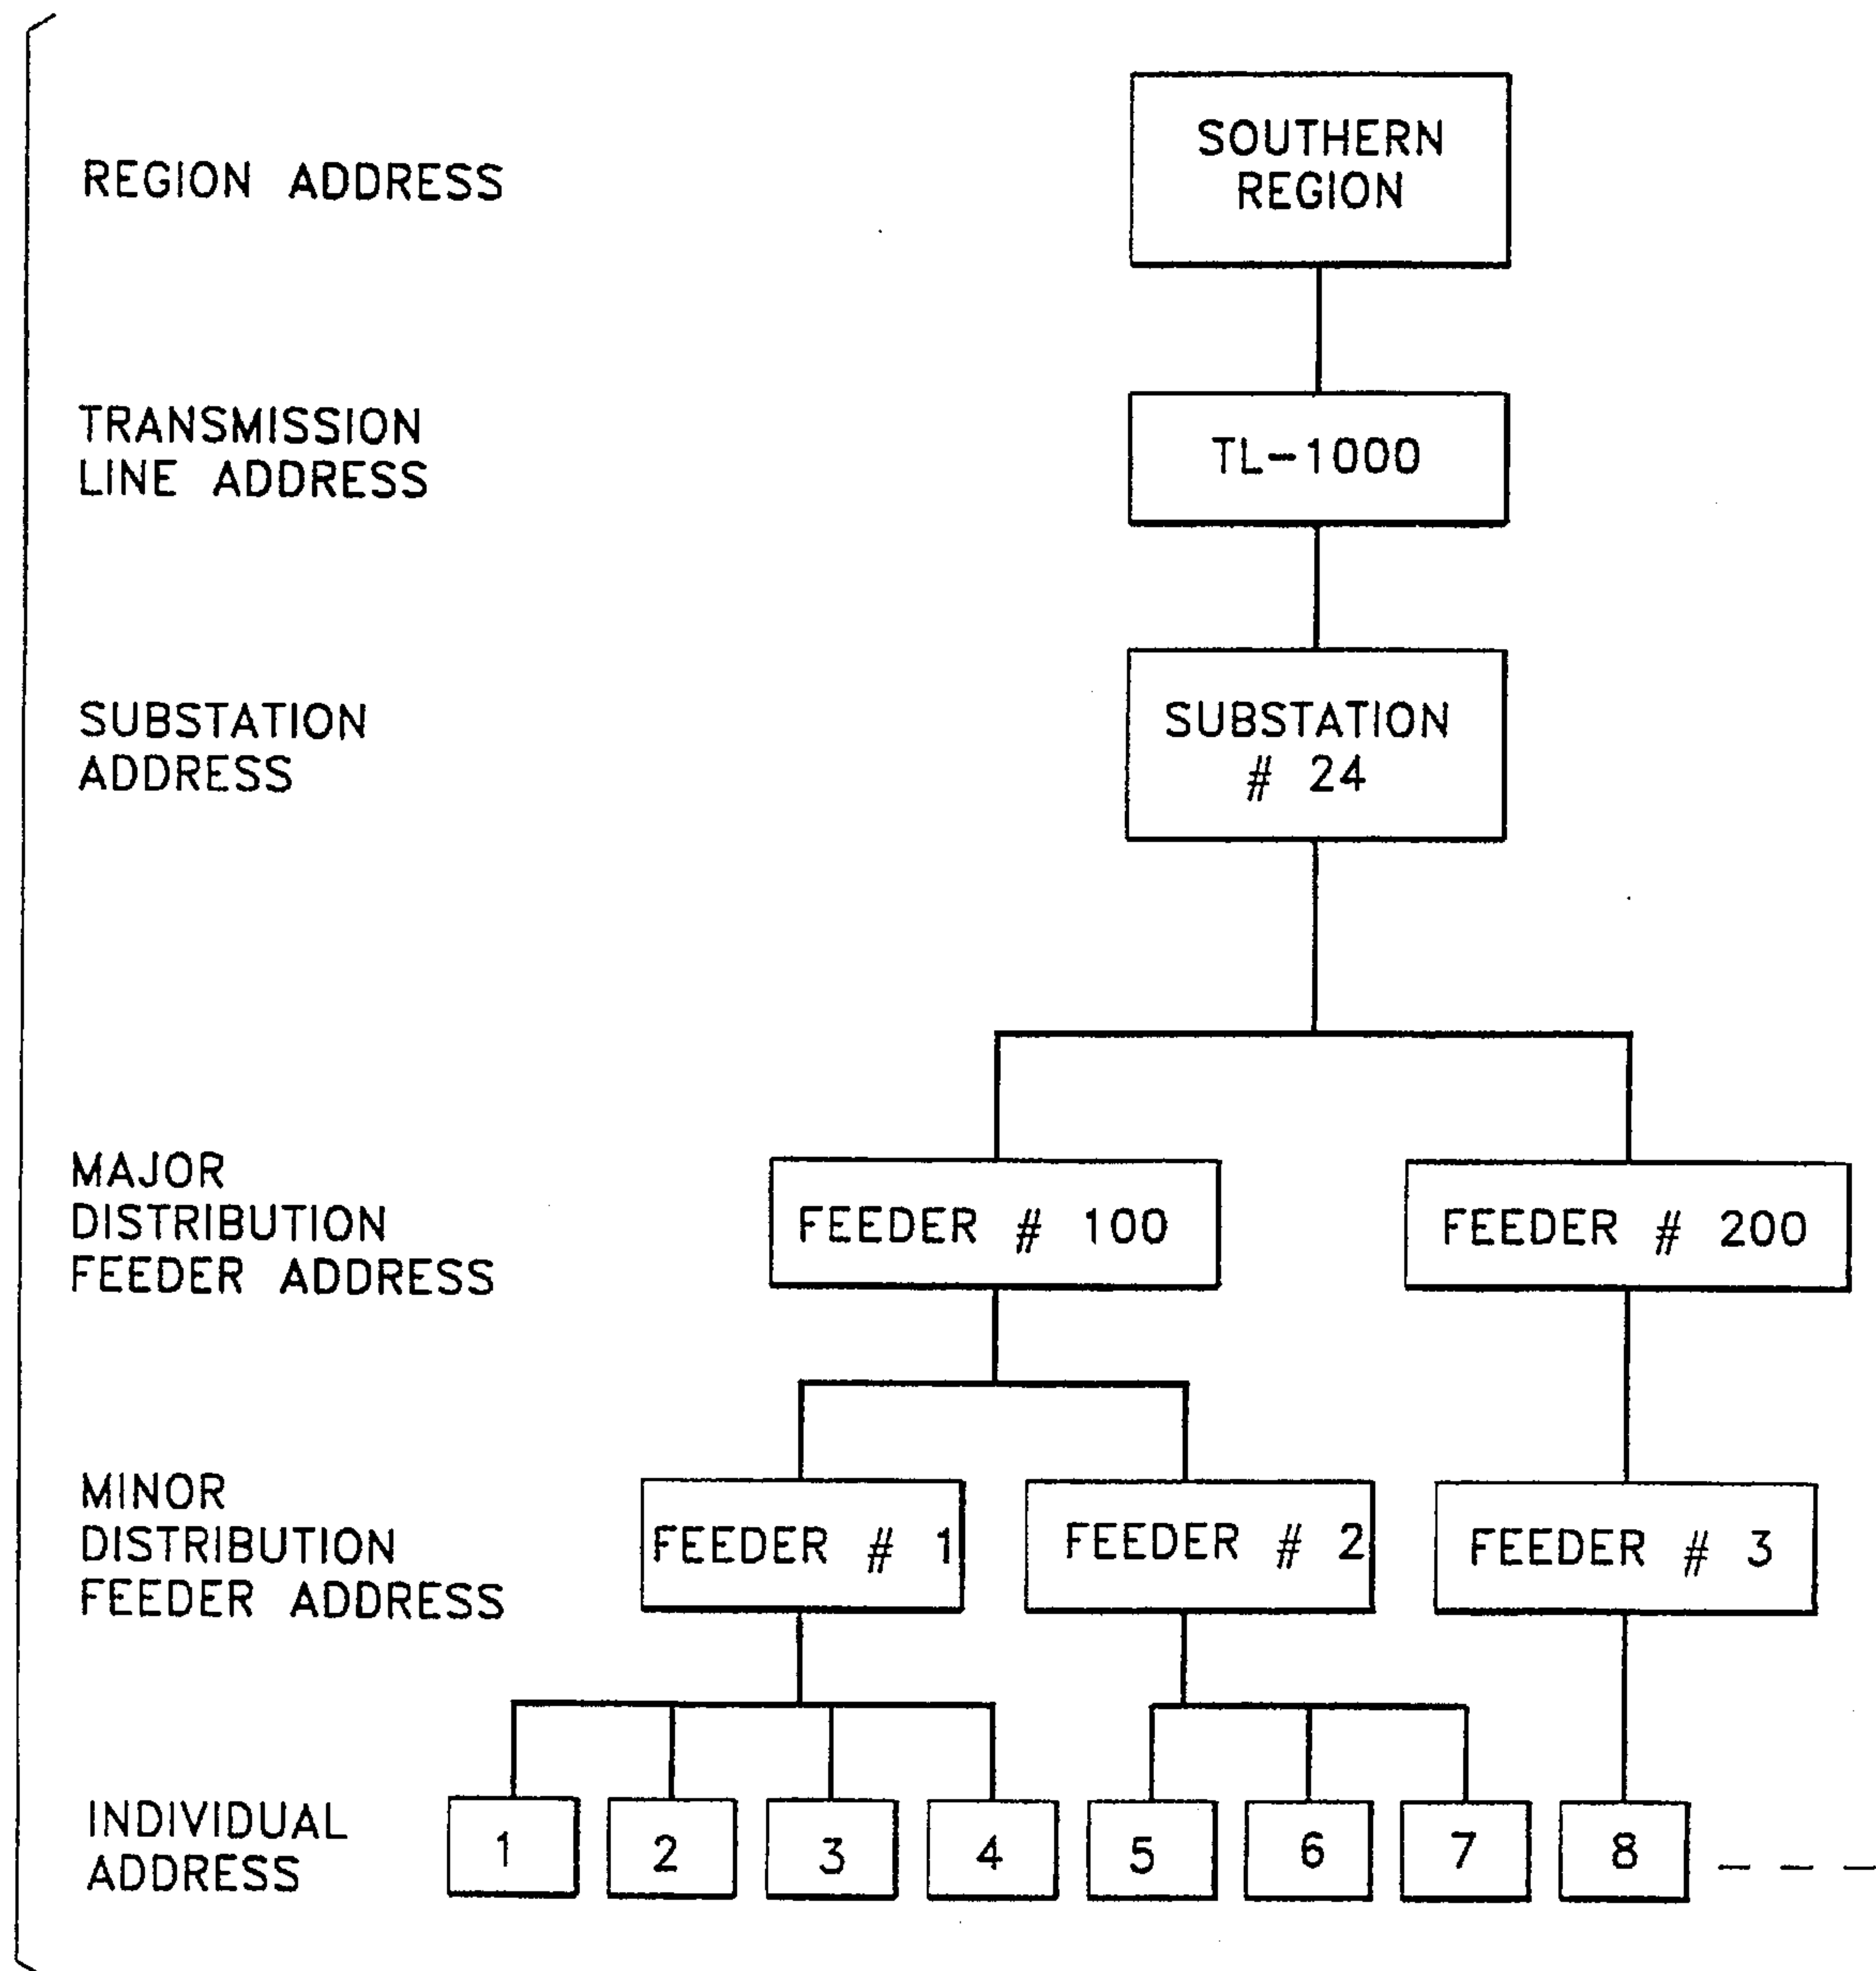 REGION ADDRESS
SOUTHERN
REGION
TRANSMISSION
LINE ADDRESS
TL-1000
SUBSTATION
ADDRESS
SUBSTATION
# 24
MAJOR
DISTRIBUTION
FEEDER ADDRESS
FEEDER # 100
FEEDER # 200
MINOR
DISTRIBUTION
FEEDER ADDRESS
FEEDER # 1
FEEDER # 2
FEEDER # 3
INDIVIDUAL
ADDRESS
1 2 3 4 5 6 7 8